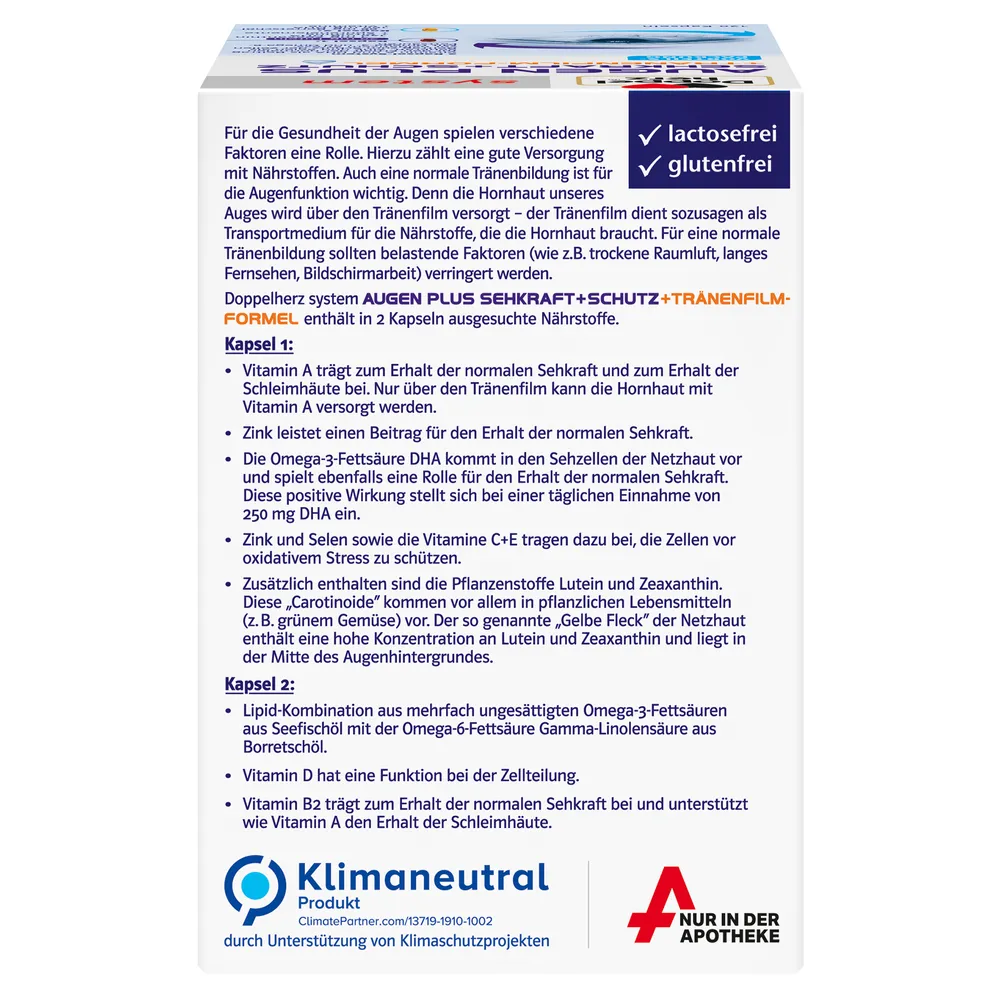 system
AUGEN PLUS
SEHKRAFT+SCHUTZ
+TRÄNENFILM-FORMEL
Für die Gesundheit der Augen spielen verschiedene
Faktoren eine Rolle. Hierzu zählt eine gute Versorgung
mit Nährstoffen. Auch eine normale Tränenbildung ist für
die Augenfunktion wichtig. Denn die Hornhaut unseres
Auges wird über den Tränenfilm versorgt – der Tränenfilm dient sozusagen als
Transportmedium für die Nährstoffe, die die Hornhaut braucht. Für eine normale
Tränenbildung sollten belastende Faktoren (wie z.B. trockene Raumluft, langes
Fernsehen, Bildschirmarbeit) verringert werden.
✓ lactosefrei
✓ glutenfrei
Doppelherz system AUGEN PLUS SEHKRAFT+SCHUTZ+TRÄNENFILM-
FORMEL enthält in 2 Kapseln ausgesuchte Nährstoffe.
Kapsel 1:
• Vitamin A trägt zum Erhalt der normalen Sehkraft und zum Erhalt der
Schleimhäute bei. Nur über den Tränenfilm kann die Hornhaut mit
Vitamin A versorgt werden.
• Zink leistet einen Beitrag für den Erhalt der normalen Sehkraft.
• Die Omega-3-Fettsäure DHA kommt in den Sehzellen der Netzhaut vor
und spielt ebenfalls eine Rolle für den Erhalt der normalen Sehkraft.
Diese positive Wirkung stellt sich bei einer täglichen Einnahme von
250 mg DHA ein.
• Zink und Selen sowie die Vitamine C+E tragen dazu bei, die Zellen vor
oxidativem Stress zu schützen.
• Zusätzlich enthalten sind die Pflanzenstoffe Lutein und Zeaxanthin.
Diese „Carotinoide" kommen vor allem in pflanzlichen Lebensmitteln
(z.B. grünem Gemüse) vor. Der so genannte „Gelbe Fleck" der Netzhaut
enthält eine hohe Konzentration an Lutein und Zeaxanthin und liegt in
der Mitte des Augenhintergrundes.
Kapsel 2:
• Lipid-Kombination aus mehrfach ungesättigten Omega-3-Fettsäuren
aus Seefischöl mit der Omega-6-Fettsäure Gamma-Linolensäure aus
Borretschöl.
• Vitamin D hat eine Funktion bei der Zellteilung.
• Vitamin B2 trägt zum Erhalt der normalen Sehkraft bei und unterstützt
wie Vitamin A den Erhalt der Schleimhäute.
Klimaneutral
Produkt
ClimatePartner.com/13719-1910-1002
durch Unterstützung von Klimaschutzprojekten
NUR IN DER
APOTHEKE